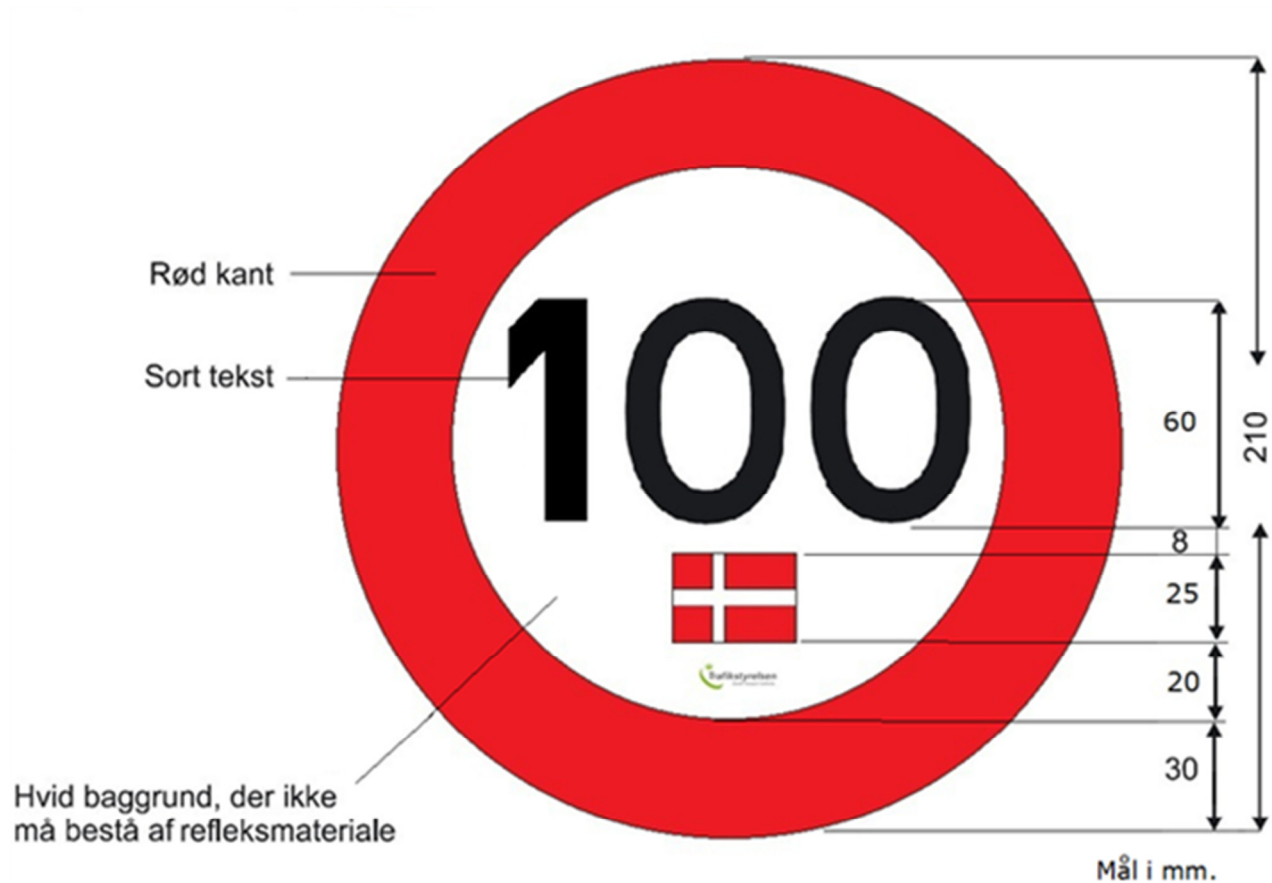 Rød kant
Sort tekst
100
60
210
8
25
Trafikstyrelsen
20
30
Hvid baggrund, der ikke
må bestå af refleksmateriale
Mål i mm.